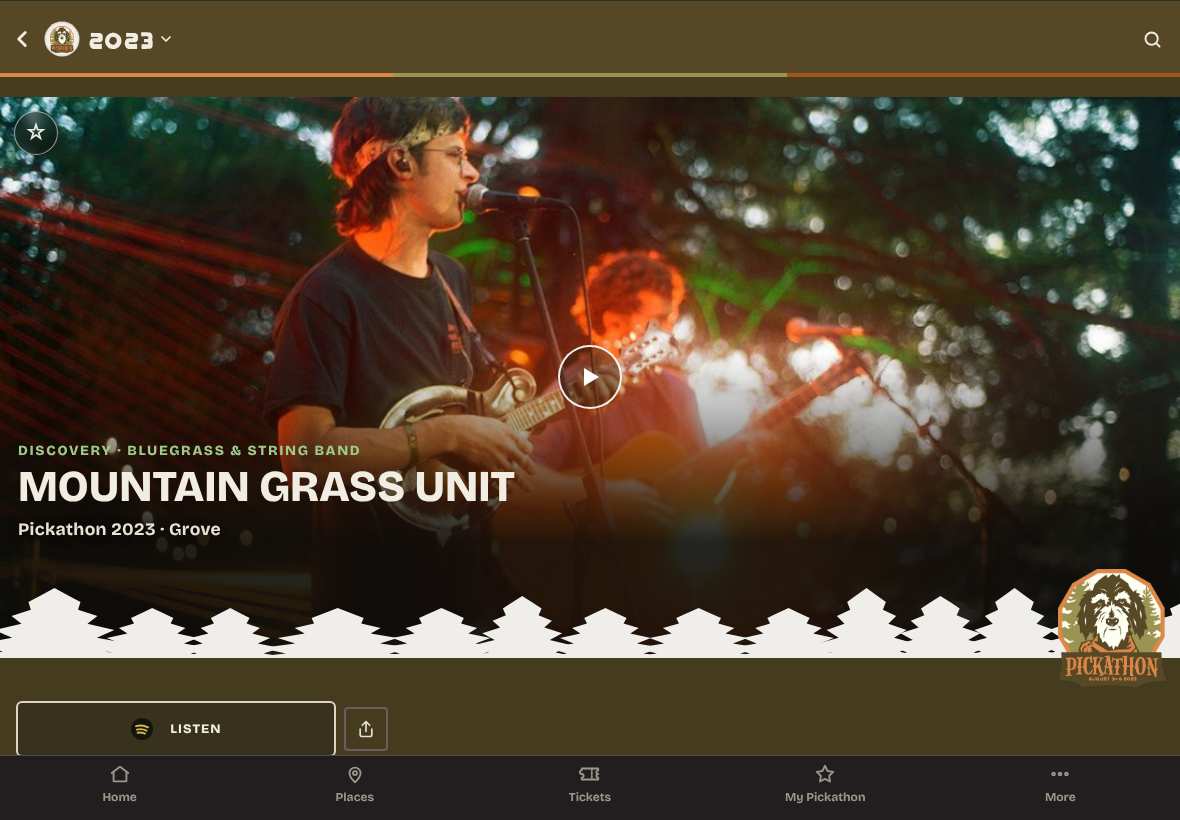 2023
DISCOVERY · BLUEGRASS & STRING BAND
MOUNTAIN GRASS UNIT
Pickathon 2023 · Grove
PICKATHON
LISTEN
Home
Places
Tickets
My Pickathon
More